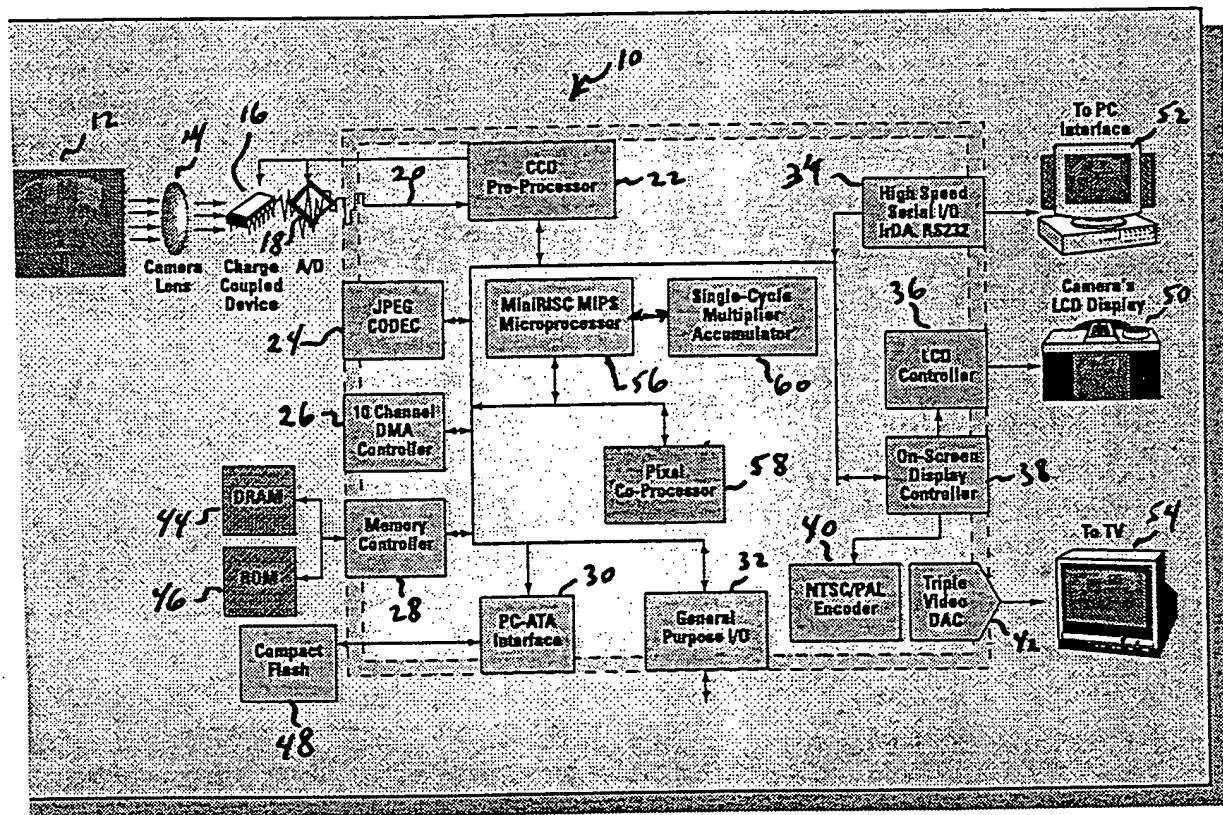 10
12
14
16
18
20
Camera
Lens
Charge
Coupled
Device
A/D
CCD
Pro-Processor
22
34
High Speed
Serial I/O
IrDA, RS232
To PC
Interface
52
JPEG
CODEC
24
MiniRISC MIPS
Microprocessor
56
Single-Cycle
Multiplier
Accumulator
60
36
LCD
Controller
Camera's
LCD Display
50
26
10 Channel
DMA
Controller
Pixel
Co-Processor
58
On-Screen
Display
Controller
38
DRAM
44
ROM
46
Memory
Controller
28
30
PC-ATA
Interface
32
General
Purpose I/O
40
NTSC/PAL
Encoder
Triple
Video
DAC
42
To TV
54
Compact
Flash
48